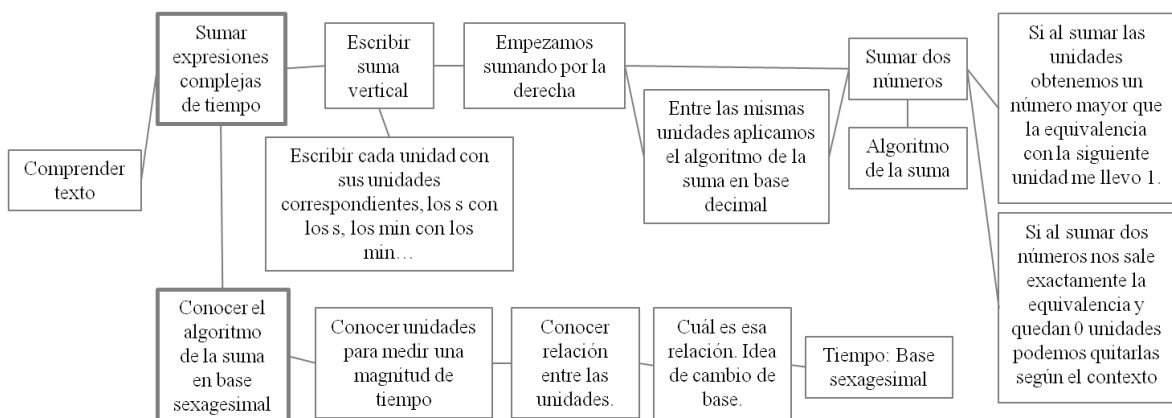 Sumar
expresiones
complejas
de tiempo
Escribir
suma
vertical
Empezamos
sumando por la
derecha
Sumar dos
números
Si al sumar las
unidades
obtenemos un
número mayor que
la equivalencia
con la siguiente
unidad me llevo 1.
Entre las mismas
unidades aplicamos
el algoritmo de la
suma en base
decimal
Algoritmo
de la suma
Comprender
texto
Escribir cada unidad con
sus unidades
correspondientes, los s con
los s, los min con los
min…
Si al sumar dos
números nos sale
exactamente la
equivalencia y
quedan 0 unidades
podemos quitarlas
según el contexto
Conocer el
algoritmo
de la suma
en base
sexagesimal
Conocer unidades
para medir una
magnitud de
tiempo
Conocer
relación
entre las
unidades.
Cuál es esa
relación. Idea
de cambio de
base.
Tiempo: Base
sexagesimal